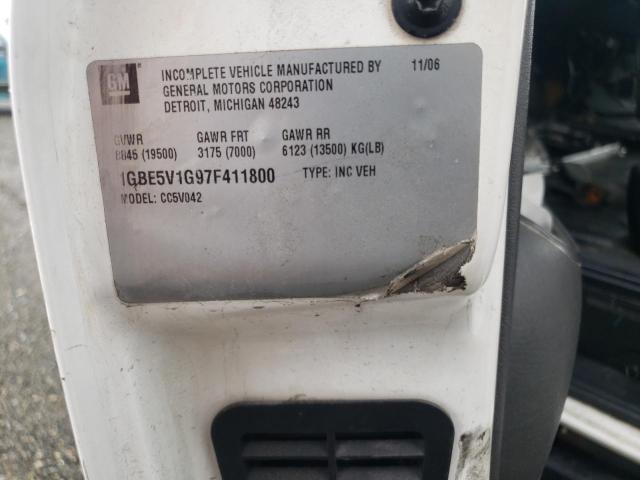 GM
INCOMPLETE VEHICLE MANUFACTURED BY 11/06
GENERAL MOTORS CORPORATION
DETROIT, MICHIGAN 48243
GVWR GAWR FRT GAWR RR
8845 (19500) 3175 (7000) 6123 (13500) KG(LB)
1GBE5V1G97F411800 TYPE: INC VEH
MODEL: CC5V042